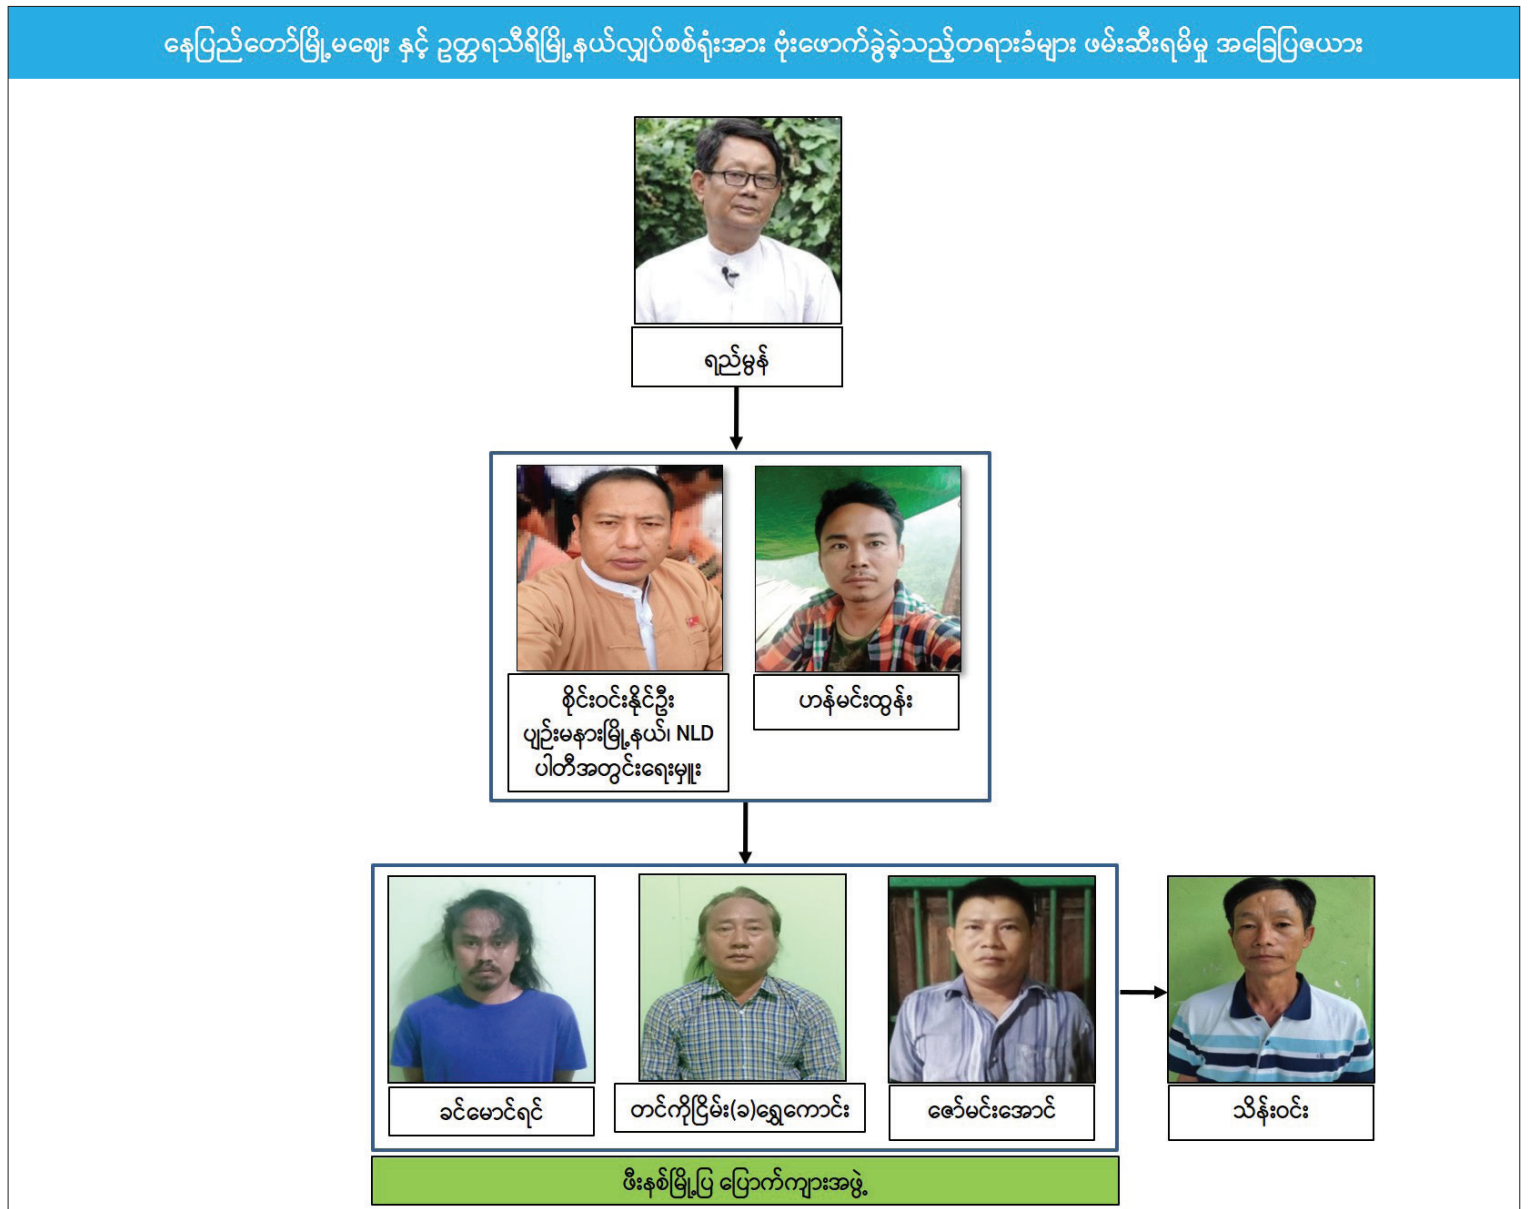 နေပြည်တော်မြို့မဈေး နှင့် ဥတ္တရသီရိမြို့နယ်လျှပ်စစ်ရုံးအား ဗုံးဖောက်ခွဲခဲ့သည့်တရားခံများ ဖမ်းဆီးရမိမှု အခြေပြဇယား
ရည်မွန်
စိုင်းဝင်းနိုင်ဦး
ပျဉ်းမနားမြို့နယ်၊ NLD
ပါတီအတွင်းရေးမှူး
ဟန်မင်းထွန်း
ခင်မောင်ရင်
တင်ကိုငြိမ်း(ခ)ရွှေကောင်း
ဇော်မင်းအောင်
သိန်းဝင်း
ဖီးနစ်မြို့ပြ ပြောက်ကျားအဖွဲ့